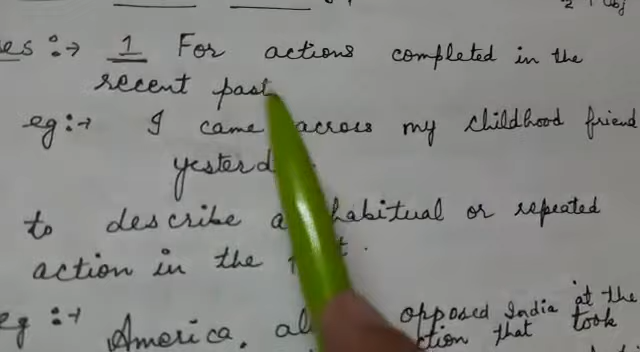 es :→ 1 For actions completed in the
recent past
eg :→ I came across my childhood friend
to describe a habitual or repeated
action in the
eg :→ America, opposed India at the
that took